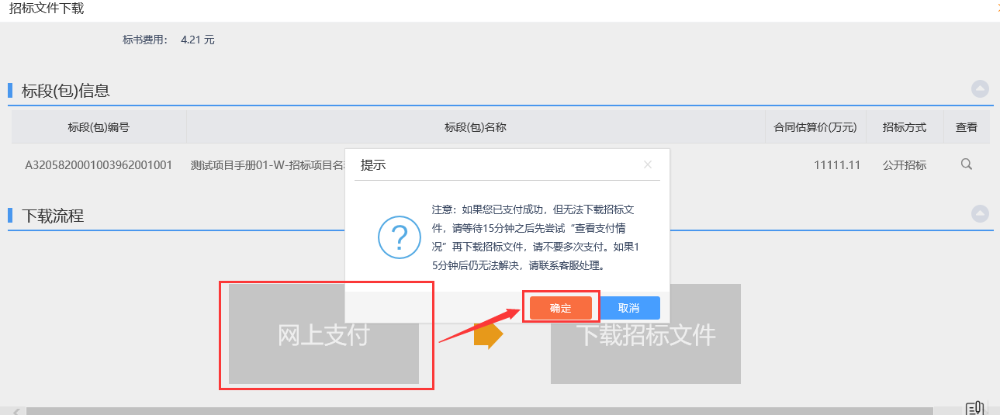 招标文件下载
标书费用： 4.21 元
标段(包)信息
标段(包)编号 标段(包)名称 合同估算价(万元) 招标方式 查看
A3205820001003962001001 测试项目手册01-W-招标项目名 11111.11 公开招标
提示
下载流程
注意：如果您已支付成功，但无法下载招标文
件，请等待15分钟之后先尝试“查看支付情
况”再下载招标文件，请不要多次支付。如果1
5分钟后仍无法解决，请联系客服处理。
确定 取消
网上支付 下载招标文件